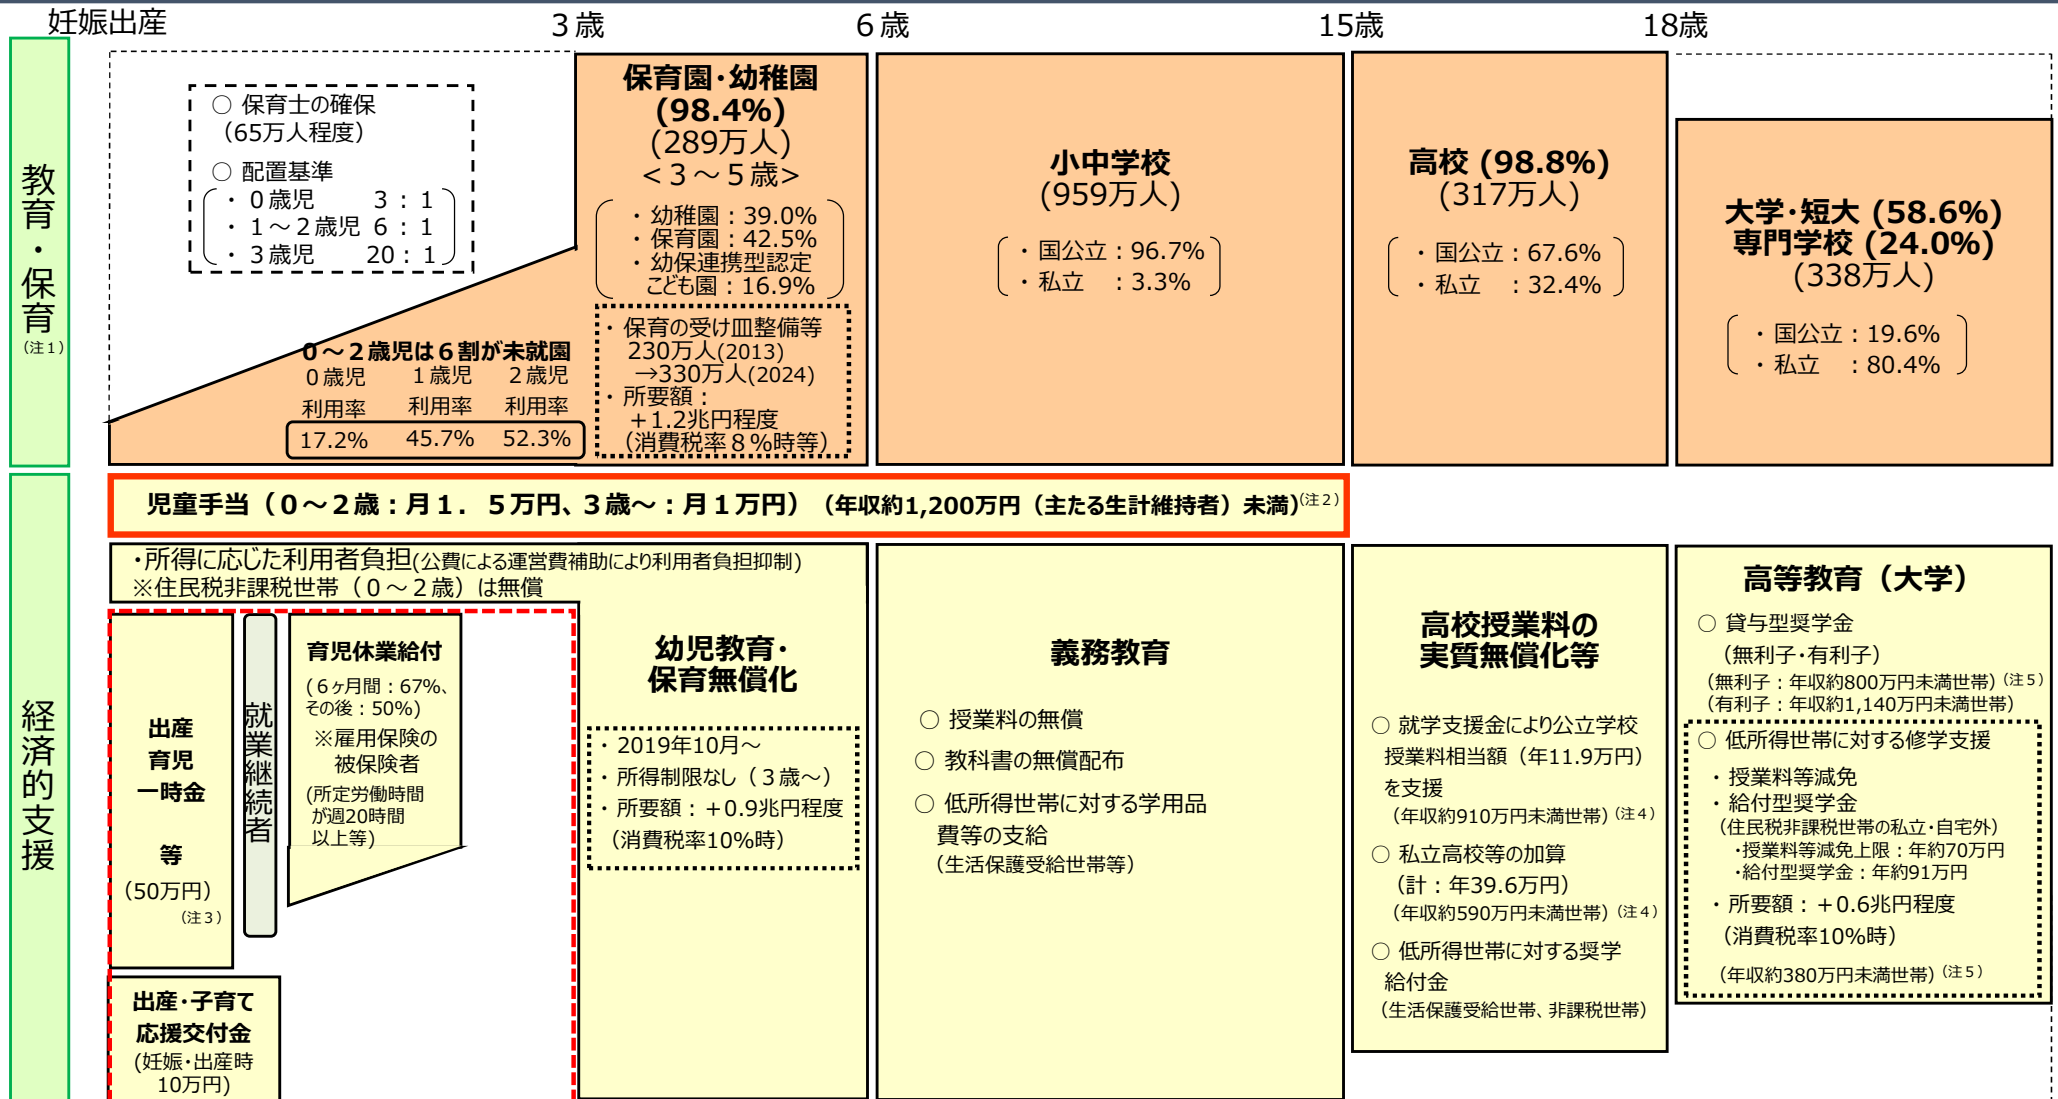 妊娠出産
3歳
6歳
15歳
18歳
教育・保育
（注１）
○ 保育士の確保
（65万人程度）
○ 配置基準
・０歳児 3：1
・１～２歳児 6：1
・３歳児 20：1
０～２歳児は６割が未就園
０歳児 １歳児 ２歳児
利用率 利用率 利用率
17.2% 45.7% 52.3%
保育園・幼稚園
(98.4%)
(289万人)
＜３～５歳＞
・幼稚園：39.0%
・保育園：42.5%
・幼保連携型認定
こども園：16.9%
・保育の受け皿整備等
230万人(2013)
→330万人(2024)
・所要額：
＋1.2兆円程度
（消費税率８％時等）
小中学校
(959万人)
・国公立：96.7%
・私立 ：3.3%
高校 (98.8%)
(317万人)
・国公立：67.6%
・私立 ：32.4%
大学・短大 (58.6%)
専門学校 (24.0%)
(338万人)
・国公立：19.6%
・私立 ：80.4%
経済的支援
児童手当（０～２歳：月１．５万円、３歳～：月１万円）（年収約1,200万円（主たる生計維持者）未満）（注２）
・所得に応じた利用者負担(公費による運営費補助により利用者負担抑制)
※住民税非課税世帯（０～２歳）は無償
出産
育児
一時金
等
（50万円）
（注３）
就業継続者
育児休業給付
(６ヶ月間：67%、
その後：50%)
※雇用保険の
被保険者
(所定労働時間
が週20時間
以上等)
出産・子育て
応援交付金
(妊娠・出産時
10万円)
幼児教育・
保育無償化
・2019年10月～
・所得制限なし（３歳～）
・所要額：＋0.9兆円程度
（消費税率10%時）
義務教育
○ 授業料の無償
○ 教科書の無償配布
○ 低所得世帯に対する学用品
費等の支給
（生活保護受給世帯等）
高校授業料の
実質無償化等
○ 就学支援金により公立学校
授業料相当額（年11.9万円）
を支援
（年収約910万円未満世帯）（注４）
○ 私立高校等の加算
（計：年39.6万円）
（年収約590万円未満世帯）（注４）
○ 低所得世帯に対する奨学
給付金
（生活保護受給世帯、非課税世帯）
高等教育（大学）
○ 貸与型奨学金
（無利子・有利子）
（無利子：年収約800万円未満世帯）（注５）
（有利子：年収約1,140万円未満世帯）
○ 低所得世帯に対する修学支援
・授業料等減免
・給付型奨学金
（住民税非課税世帯の私立・自宅外）
・授業料等減免上限：年約70万円
・給付型奨学金：年約91万円
・所要額：＋0.6兆円程度
（消費税率10%時）
（年収約380万円未満世帯）（注５）